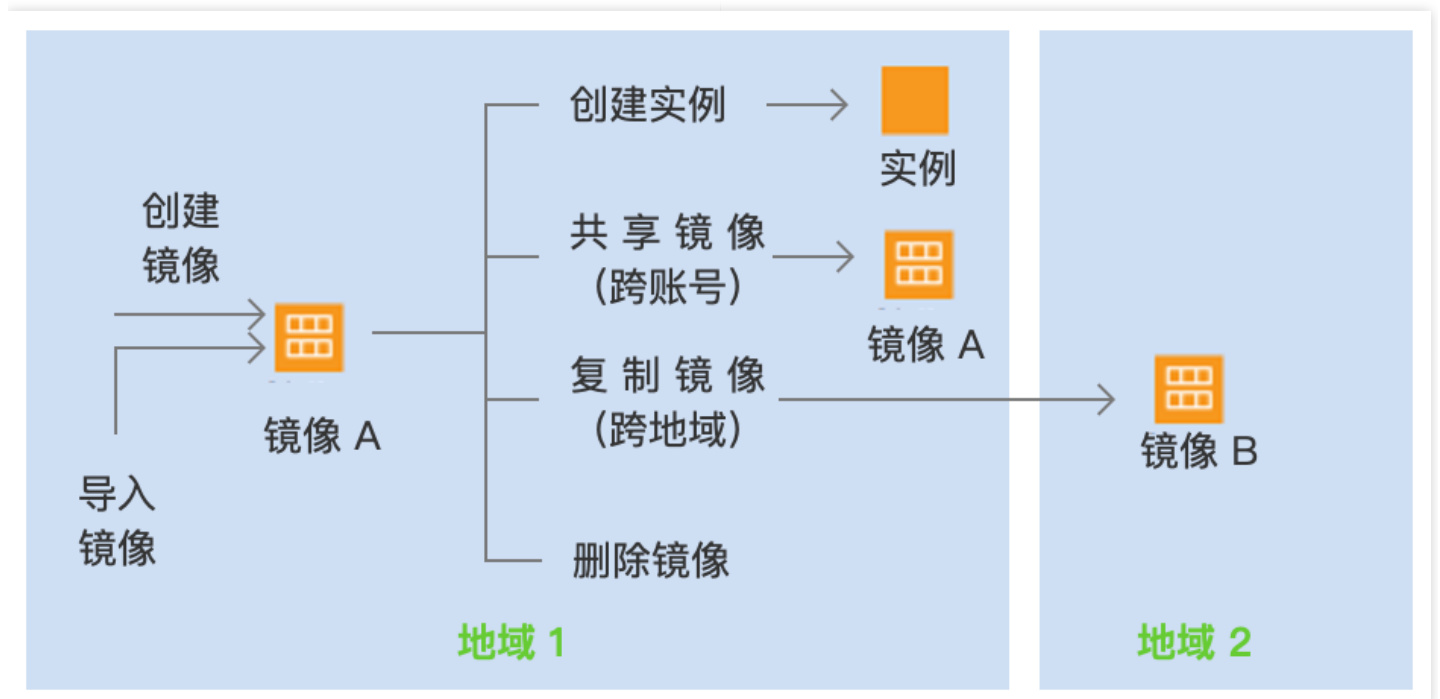 创建实例
实例
创建
镜像
共享镜像
(跨账号)
镜像 A
镜像 A
复制镜像
(跨地域)
镜像 B
导入
镜像
删除镜像
地域 1
地域 2